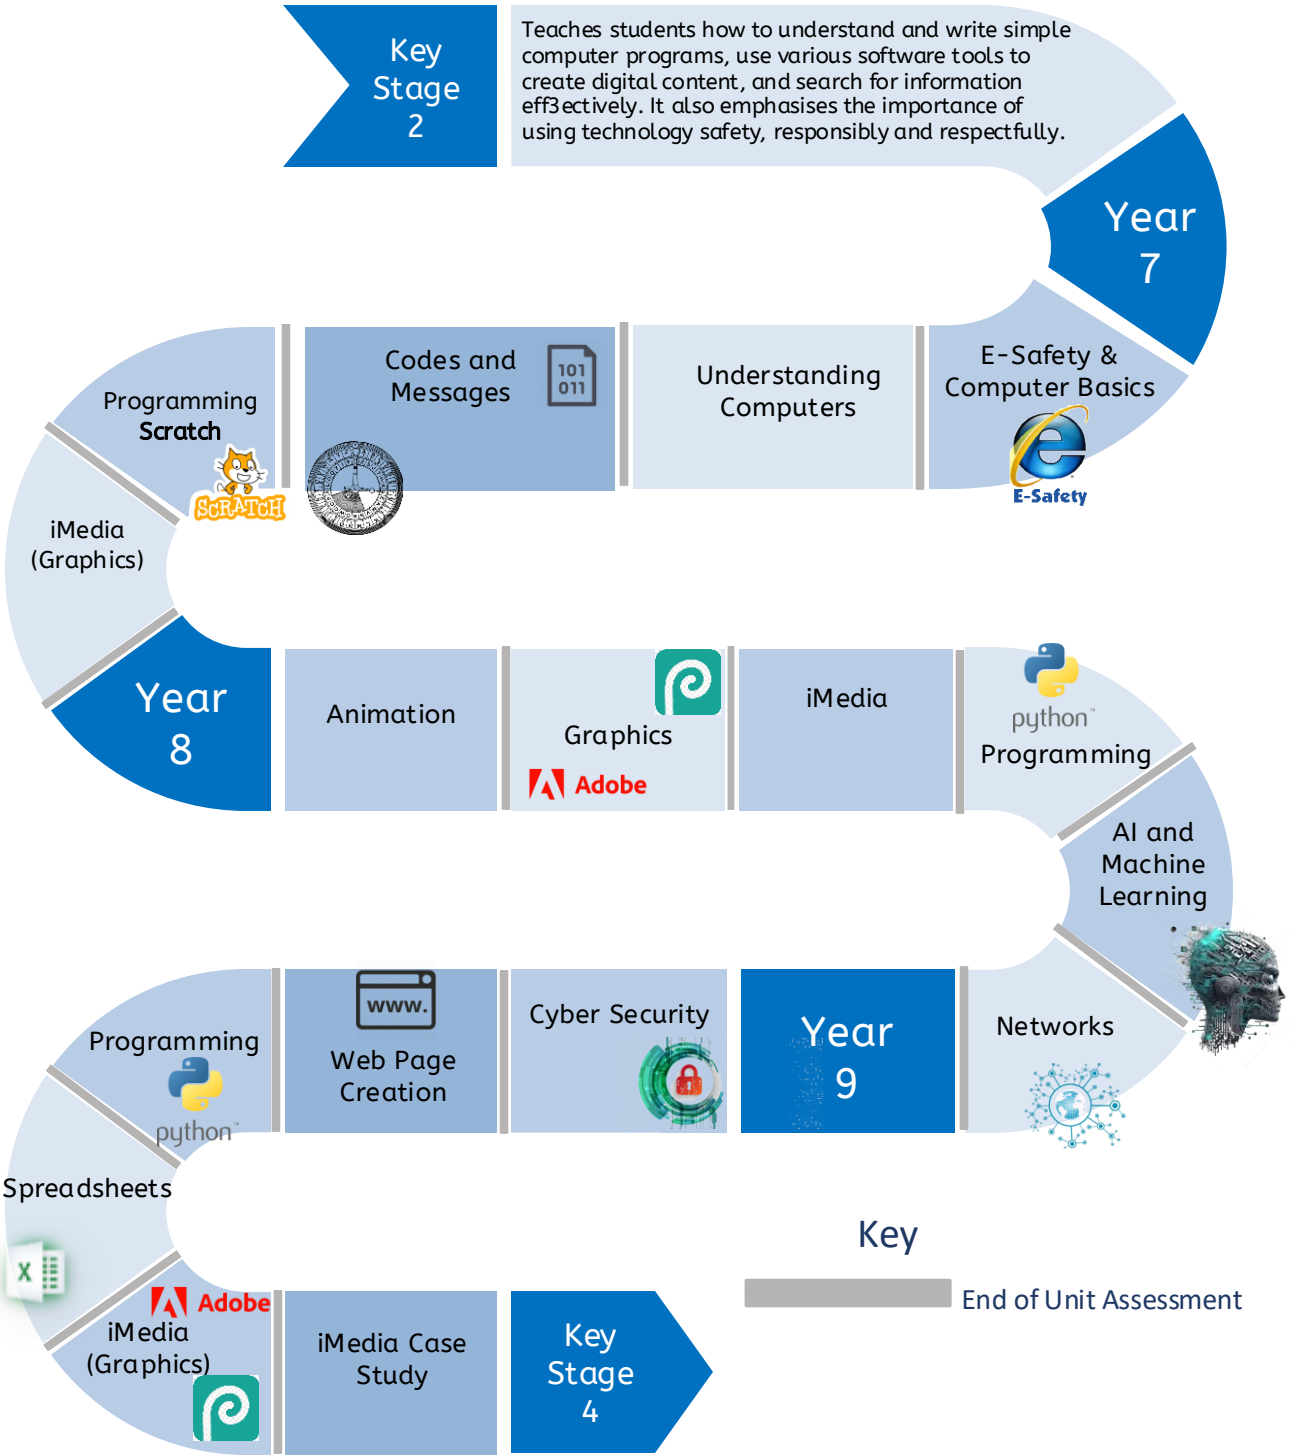 Key
Stage
2
Teaches students how to understand and write simple
computer programs, use various software tools to
create digital content, and search for information
eff3ectively. It also emphasises the importance of
using technology safety, responsibly and respectfully.
Year
7
E-Safety &
Computer Basics
E-Safety
Understanding
Computers
Codes and
Messages
101
011
Programming
Scratch
SCRATCH
iMedia
(Graphics)
Year
8
Animation
Graphics
Adobe
iMedia
python™
Programming
AI and
Machine
Learning
Networks
Year
9
Cyber Security
www.
Web Page
Creation
Programming
python™
Spreadsheets
X
Adobe
iMedia
(Graphics)
iMedia Case
Study
Key
Stage
4
Key
End of Unit Assessment